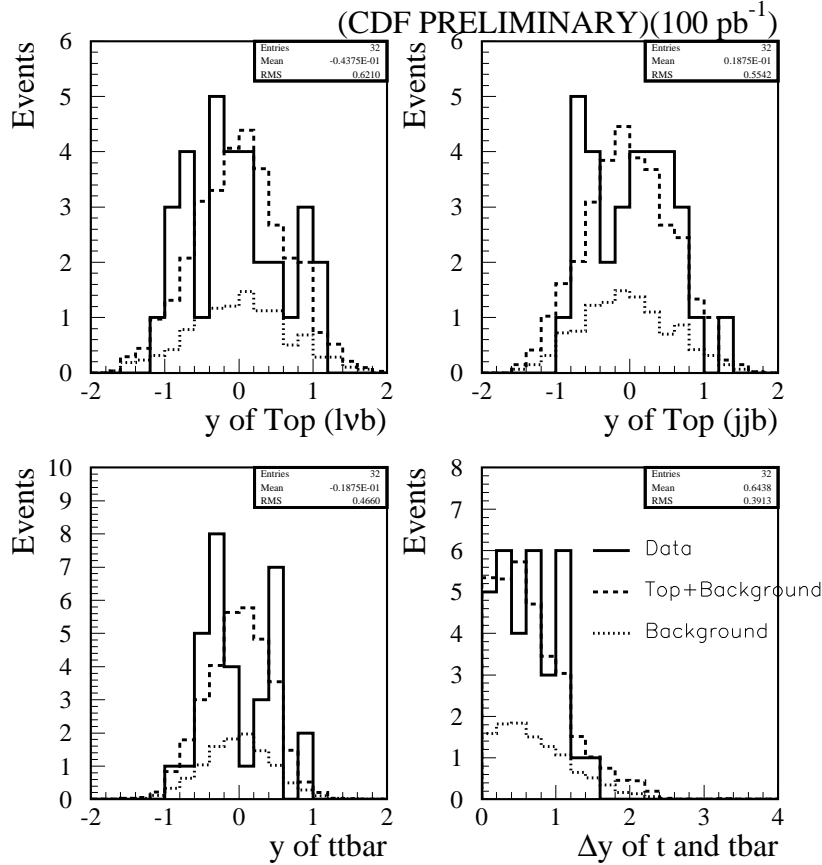 (CDF PRELIMINARY)(100 pb-1)
Events
6
5
4
3
2
1
0
-2 -1 0 1 2
Entries 32
Mean -0.4375E-01
RMS 0.6210
y of Top (lνb)
Events
6
5
4
3
2
1
0
-2 -1 0 1 2
Entries 32
Mean 0.1875E-01
RMS 0.5542
y of Top (jjb)
Events
10
9
8
7
6
5
4
3
2
1
0
-2 -1 0 1 2
Entries 32
Mean -0.1875E-01
RMS 0.4660
y of ttbar
Events
8
7
6
5
4
3
2
1
0
0 1 2 3 4
Entries 32
Mean 0.6438
RMS 0.3913
Data
Top+Background
Background
Δy of t and tbar